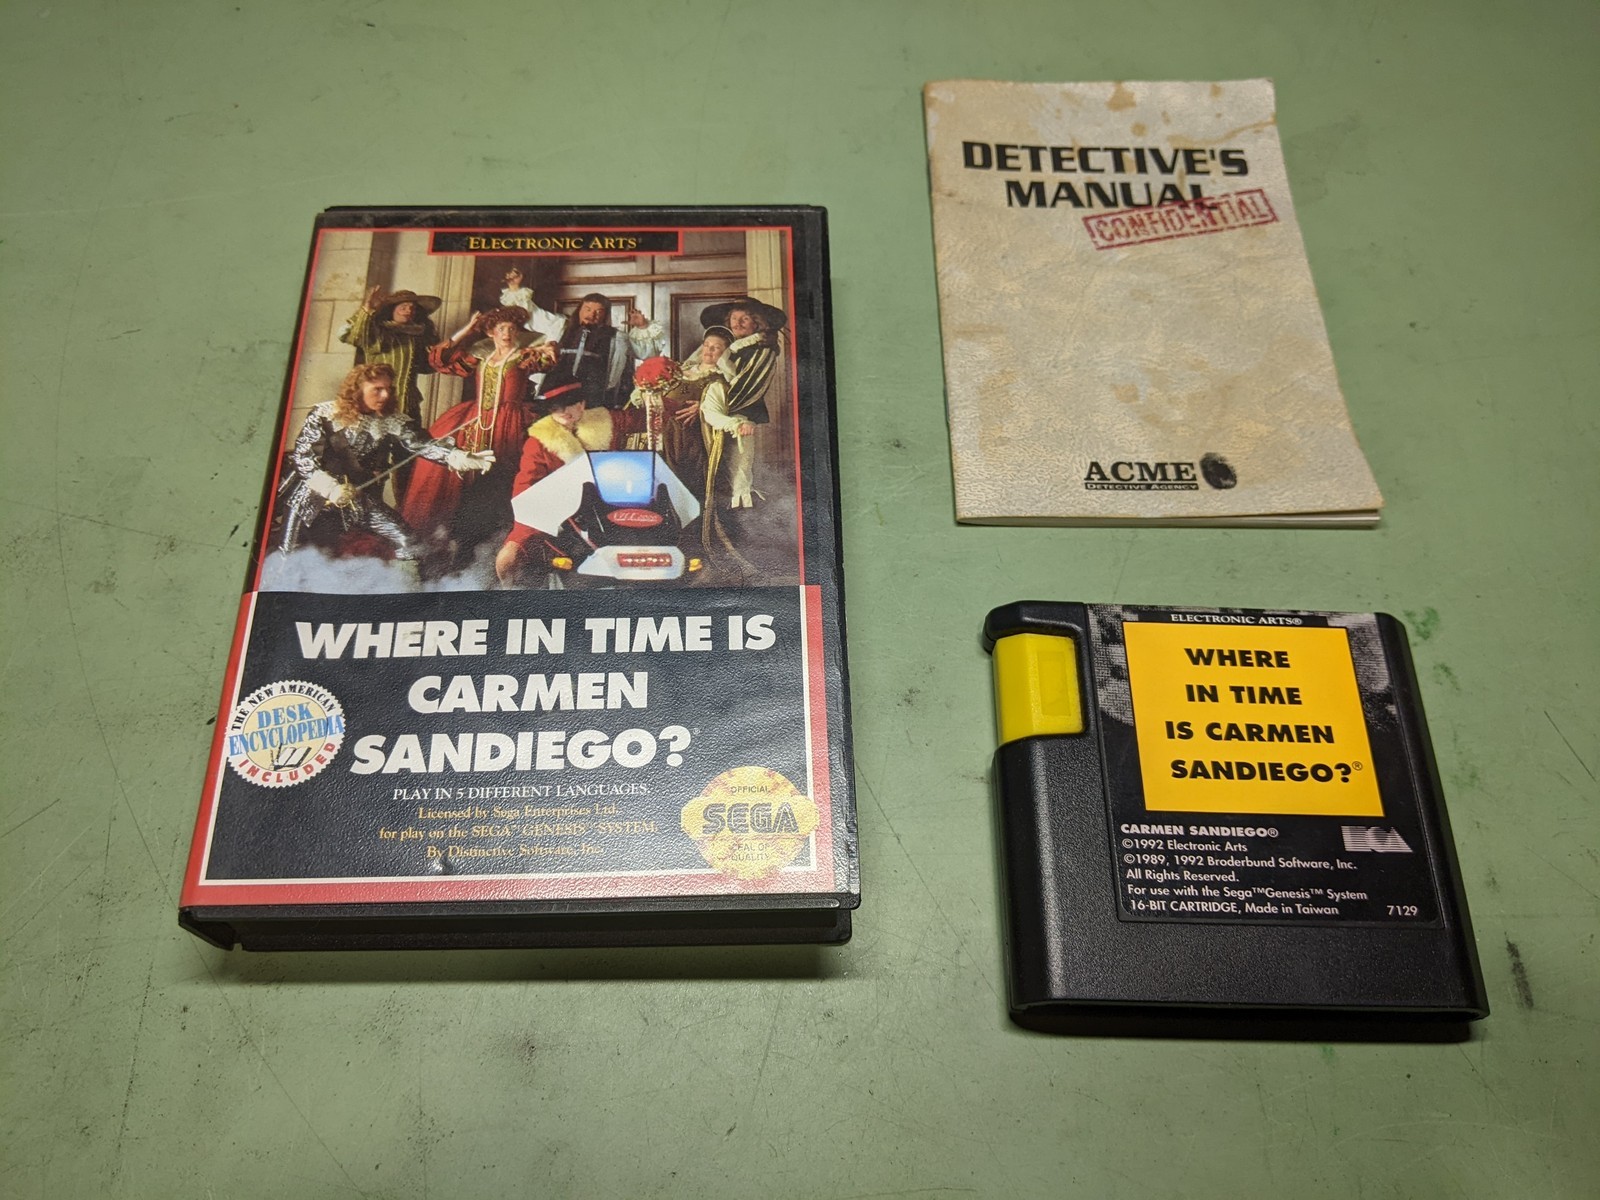 ELECTRONIC ARTS®
WHERE IN TIME IS
CARMEN
SANDIEGO?®
THE NEW AMERICAN
DESK
ENCYCLOPEDIA
INCLUDED
PLAY IN 5 DIFFERENT LANGUAGES.
Licensed by Sega Enterprises Ltd.
for play on the SEGA™ GENESIS™ SYSTEM.
By Distinctive Software, Inc.
OFFICIAL
SEGA
SEAL OF
QUALITY
DETECTIVE'S
MANUAL
CONFIDENTIAL
ACME
DETECTIVE AGENCY
ELECTRONIC ARTS®
WHERE
IN TIME
IS CARMEN
SANDIEGO?®
CARMEN SANDIEGO®
©1992 Electronic Arts
©1989, 1992 Broderbund Software, Inc.
All Rights Reserved.
For use with the Sega™Genesis™ System
16-BIT CARTRIDGE, Made in Taiwan
7129
EA